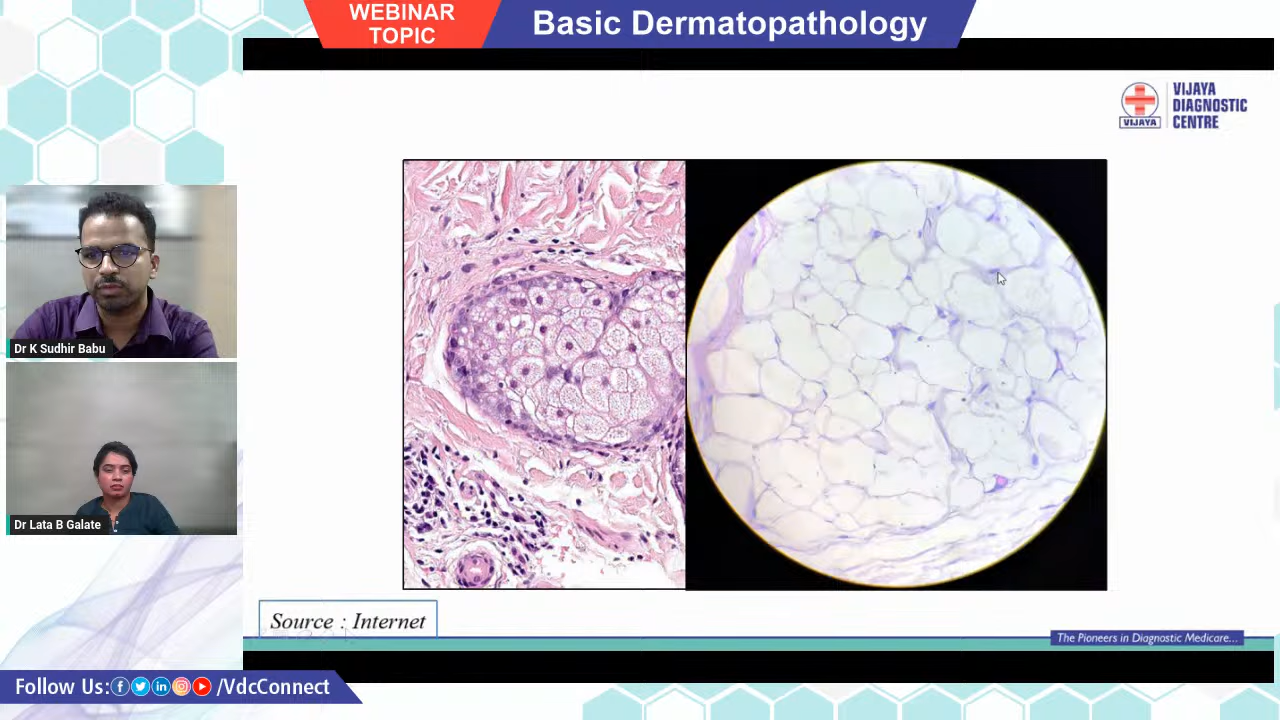 WEBINAR
TOPIC
Basic Dermatopathology
VIJAYA
VIJAYA
DIAGNOSTIC
CENTRE
Dr K Sudhir Babu
Dr Lata B Galate
Source : Internet
The Pioneers in Diagnostic Medicare...
Follow Us: /VdcConnect